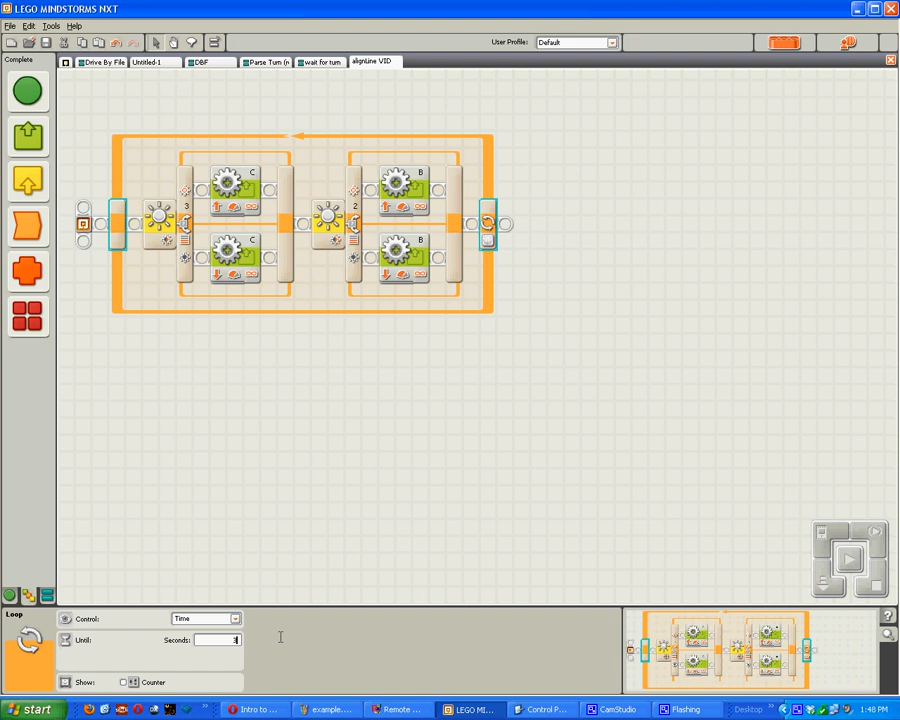 LEGO MINDSTORMS NXT
File Edit Tools Help
User Profile: Default
Complete
Drive By File Untitled-1 DBF Parse Turn (n wait for turn alignLine VID
C B
3 2
C B
Loop
Control: Time
Until: Seconds: 3
Show: Counter
start Intro to ... example.... Remote ... LEGO MI... Control P... CamStudio Flashing Desktop 1:48 PM